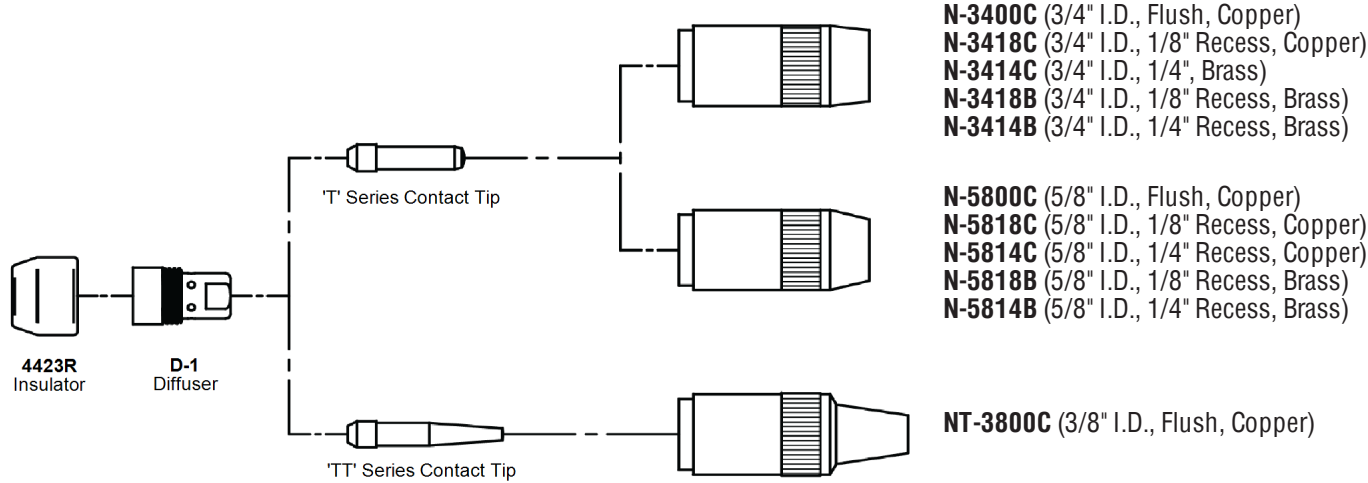 N-3400C (3/4" I.D., Flush, Copper)
N-3418C (3/4" I.D., 1/8" Recess, Copper)
N-3414C (3/4" I.D., 1/4", Brass)
N-3418B (3/4" I.D., 1/8" Recess, Brass)
N-3414B (3/4" I.D., 1/4" Recess, Brass)
'T' Series Contact Tip
N-5800C (5/8" I.D., Flush, Copper)
N-5818C (5/8" I.D., 1/8" Recess, Copper)
N-5814C (5/8" I.D., 1/4" Recess, Copper)
N-5818B (5/8" I.D., 1/8" Recess, Brass)
N-5814B (5/8" I.D., 1/4" Recess, Brass)
4423R
Insulator
D-1
Diffuser
NT-3800C (3/8" I.D., Flush, Copper)
'TT' Series Contact Tip